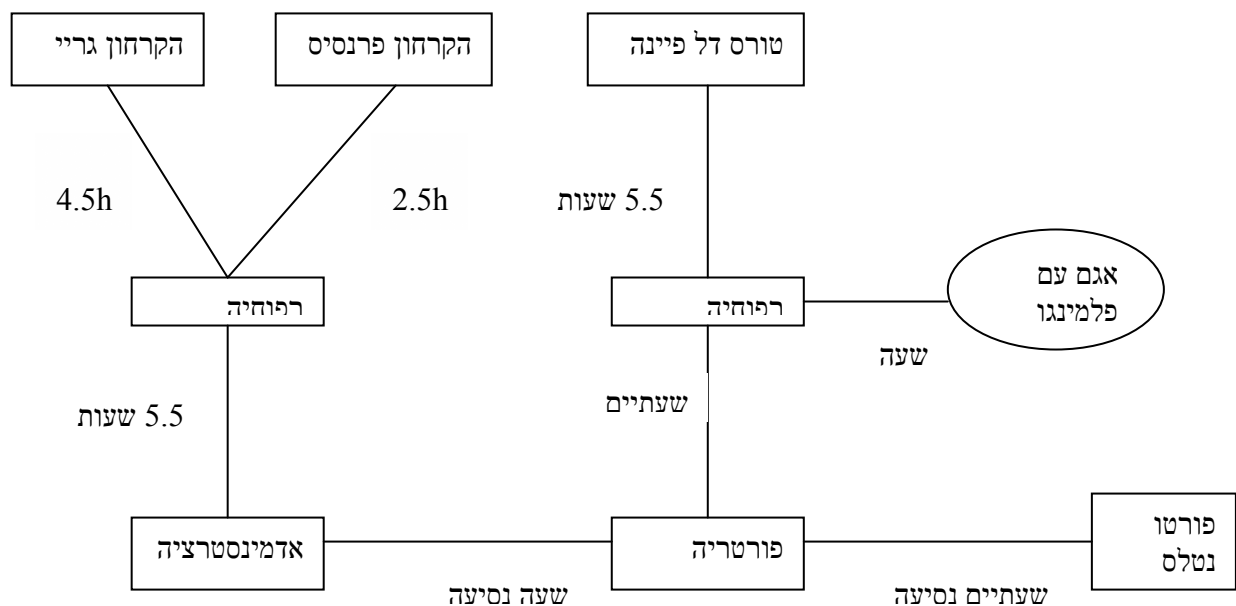 טורס דל פיינה
הקרחון פרנסיס
הקרחון גריי
5.5 שעות
2.5h
4.5h
אגם עם
פלמינגו
רפוחיה
רפוחיה
שעה
שעתיים
5.5 שעות
פורטו
נטלס
פורטריה
אדמינסטרציה
שעתיים נסיעה
שעה נסיעה